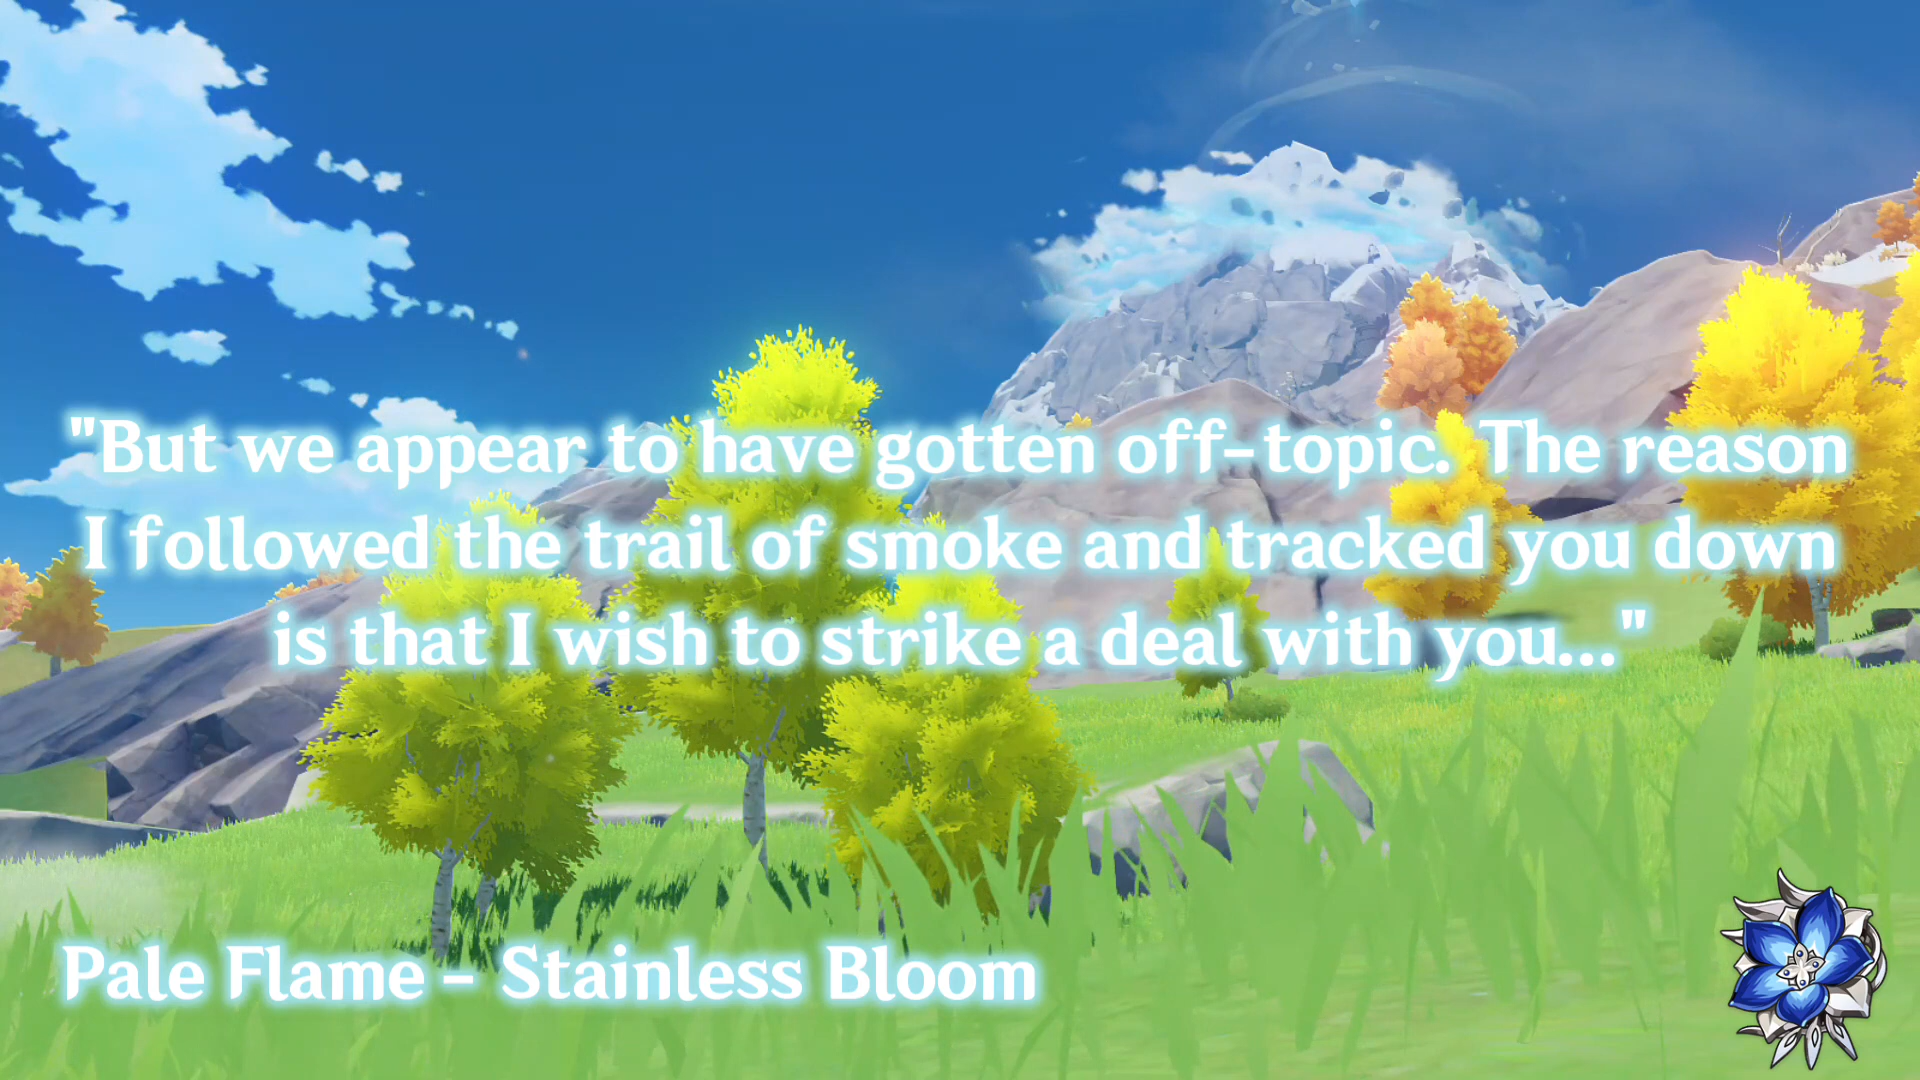 "But we appear to have gotten off-topic. The reason
I followed the trail of smoke and tracked you down
is that I wish to strike a deal with you..."
Pale Flame - Stainless Bloom